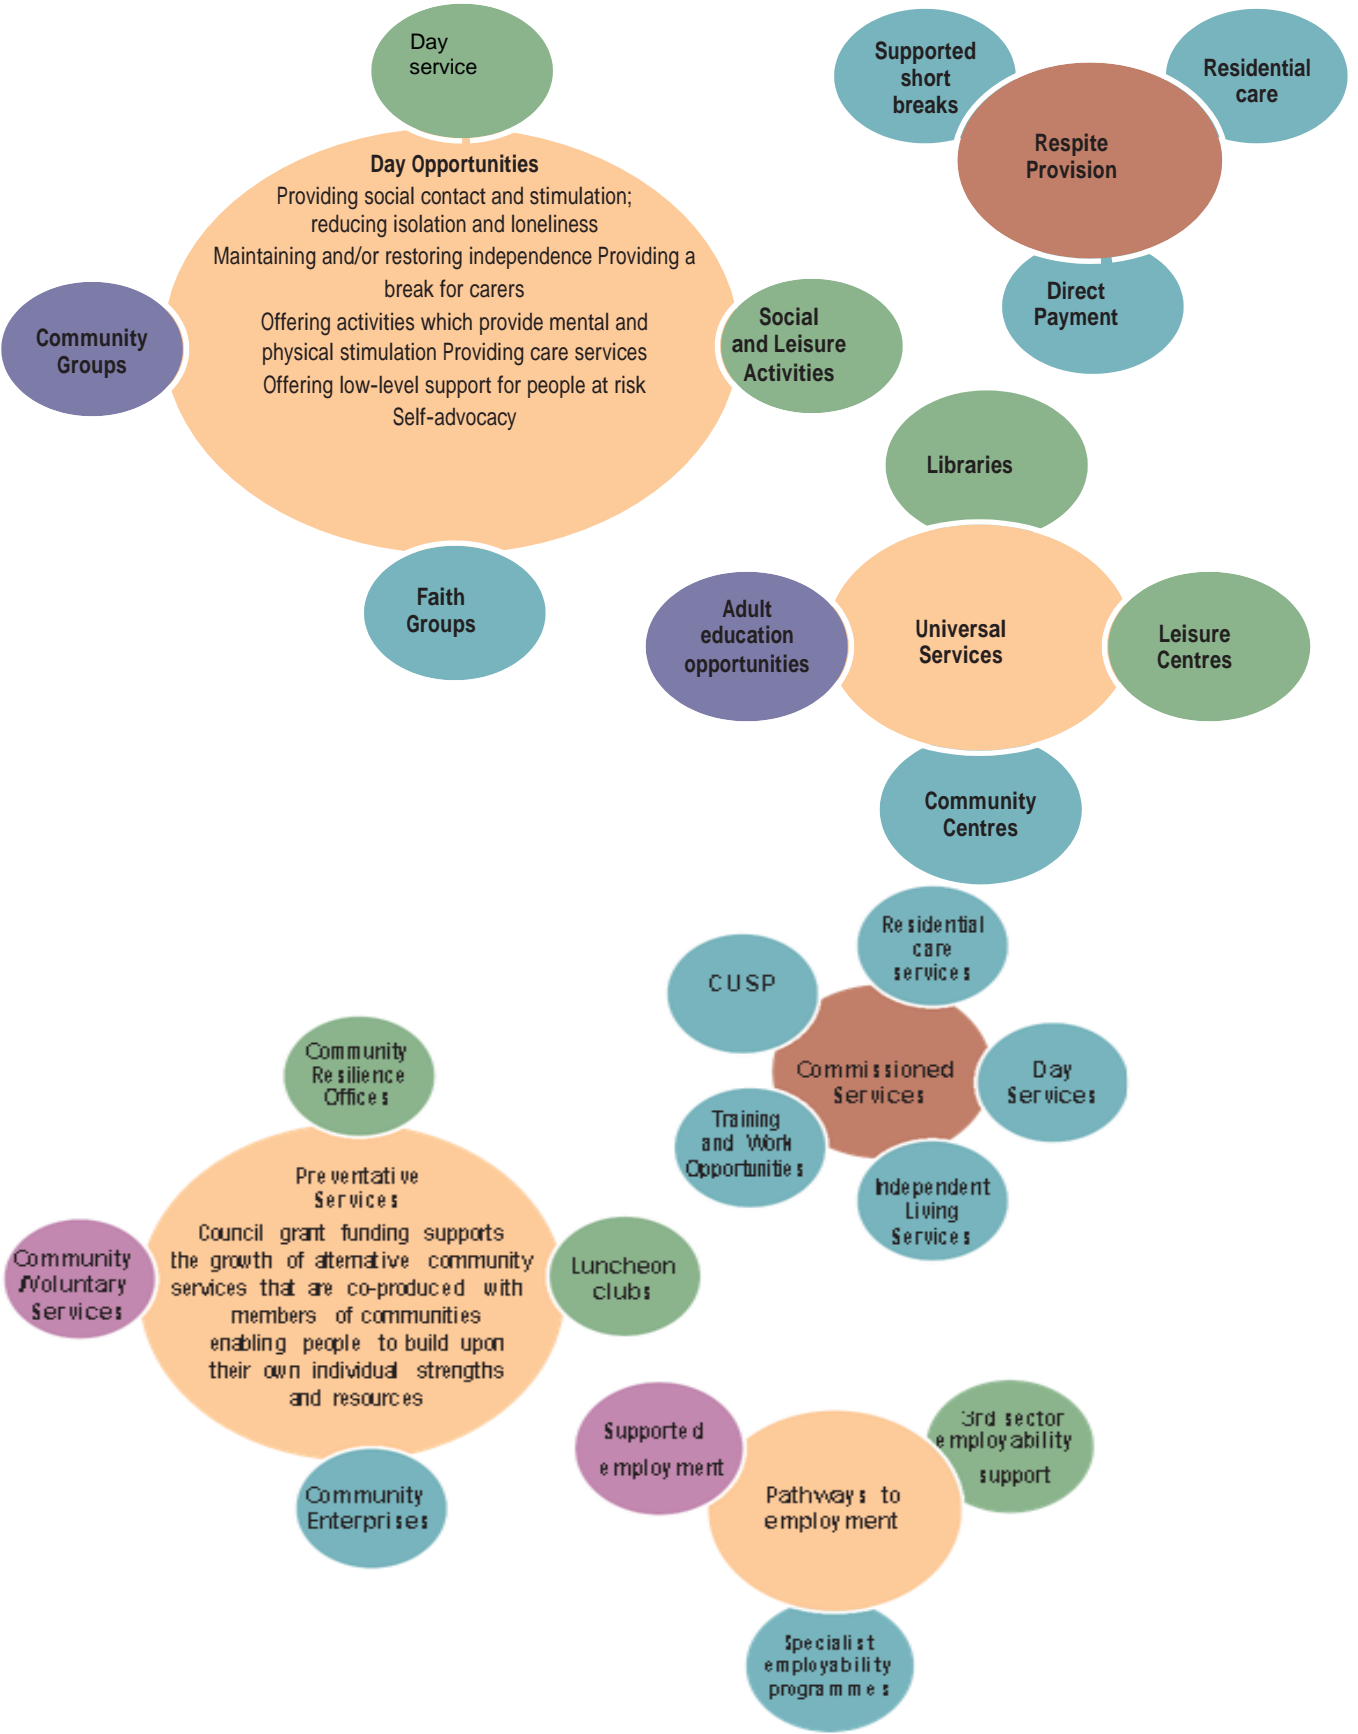 Day
service
Day Opportunities
Providing social contact and stimulation;
reducing isolation and loneliness
Maintaining and/or restoring independence Providing a
break for carers
Offering activities which provide mental and
physical stimulation Providing care services
Offering low-level support for people at risk
Self-advocacy
Community
Groups
Social
and Leisure
Activities
Faith
Groups
Supported
short
breaks
Residential
care
Respite
Provision
Direct
Payment
Libraries
Adult
education
opportunities
Universal
Services
Leisure
Centres
Community
Centres
Residential
care
services
CUSP
Commissioned
Services
Day
Services
Training
and Work
Opportunities
Independent
Living
Services
Community
Resilience
Offices
Preventative
Services
Council grant funding supports
the growth of alternative community
services that are co-produced with
members of communities
enabling people to build upon
their own individual strengths
and resources
Community
/Voluntary
Services
Luncheon
clubs
Community
Enterprises
Supported
employment
3rd sector
employability
support
Pathways to
employment
Specialist
employability
programmes